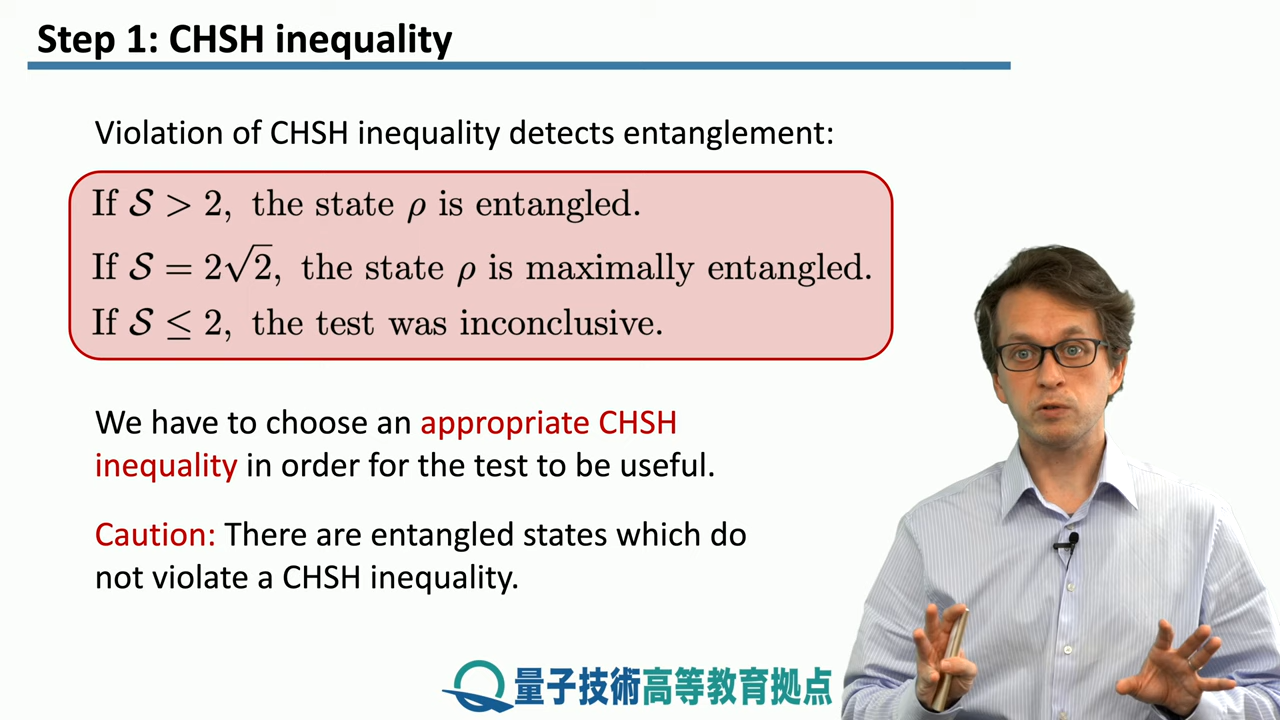 Step 1: CHSH inequality
Violation of CHSH inequality detects entanglement:
If 𝒮 > 2, the state ρ is entangled.
If 𝒮 = 2√2, the state ρ is maximally entangled.
If 𝒮 ≤ 2, the test was inconclusive.
We have to choose an appropriate CHSH
inequality in order for the test to be useful.
Caution: There are entangled states which do
not violate a CHSH inequality.
量子技術高等教育拠点